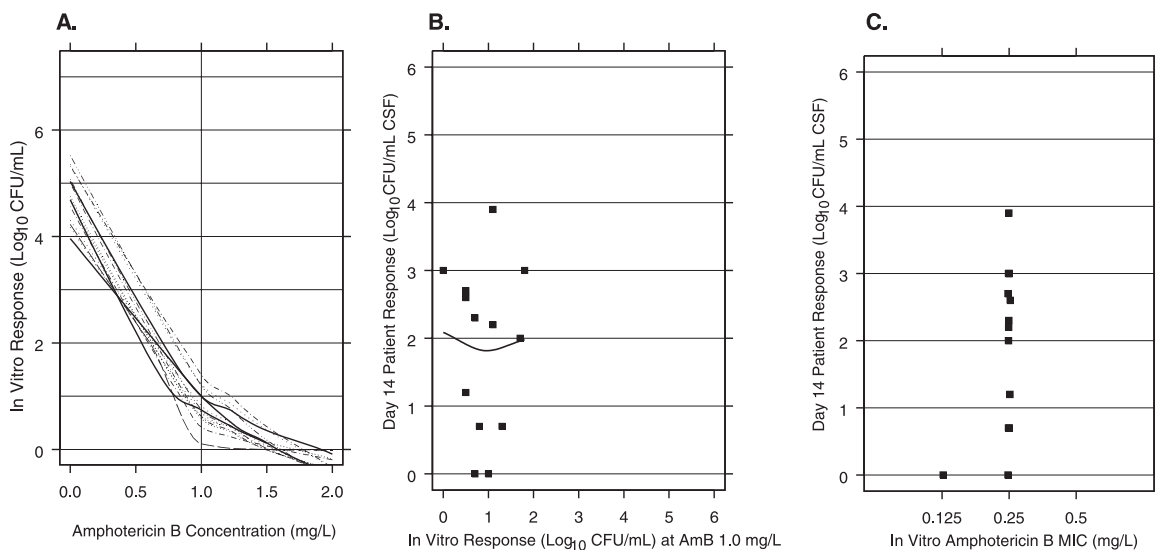 A.
In Vitro Response (Log10 CFU/mL)
6
4
2
0
0.0 0.5 1.0 1.5 2.0
Amphotericin B Concentration (mg/L)
B.
Day 14 Patient Response (Log10CFU/mL CSF)
6
5
4
3
2
1
0
0 1 2 3 4 5 6
In Vitro Response (Log10 CFU/mL) at AmB 1.0 mg/L
C.
Day 14 Patient Response (Log10CFU/mL CSF)
6
5
4
3
2
1
0
0.125 0.25 0.5
In Vitro Amphotericin B MIC (mg/L)